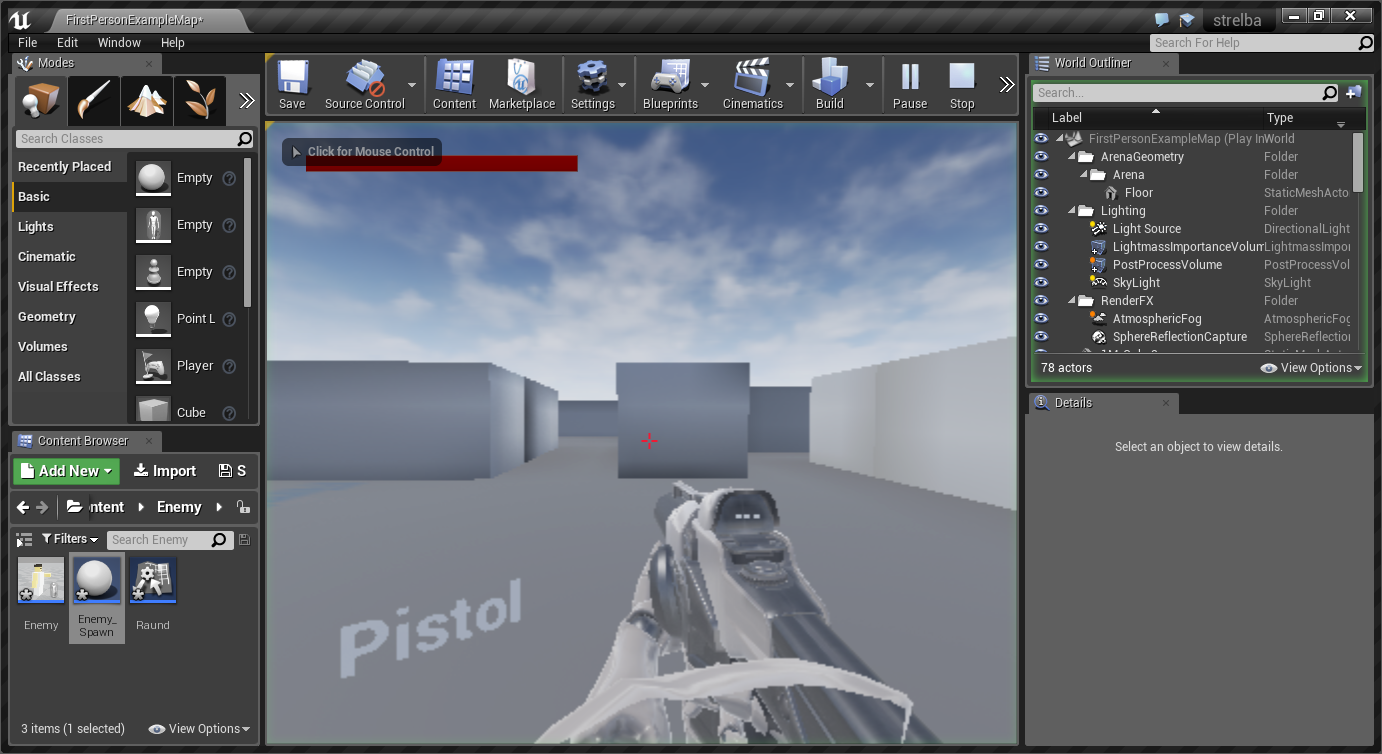 FirstPersonExampleMap*
strelba
File Edit Window Help
Search For Help
Modes
Search Classes
Recently Placed
Basic
Lights
Cinematic
Visual Effects
Geometry
Volumes
All Classes
Empty
Empty
Empty
Point L
Player
Cube
Content Browser
Add New Import S
ntent Enemy
Filters Search Enemy
Enemy
Enemy_
Spawn
Raund
3 items (1 selected) View Options
Save Source Control Content Marketplace Settings Blueprints Cinematics Build Pause Stop
Click for Mouse Control
Pistol
World Outliner
Search...
Label Type
FirstPersonExampleMap (Play In World
ArenaGeometry Folder
Arena Folder
Floor StaticMeshActo
Lighting Folder
Light Source DirectionalLight
LightmassImportanceVolum LightmassImpor
PostProcessVolume PostProcessVol
SkyLight SkyLight
RenderFX Folder
AtmosphericFog AtmosphericFog
SphereReflectionCapture SphereReflection
78 actors View Options
Details
Select an object to view details.